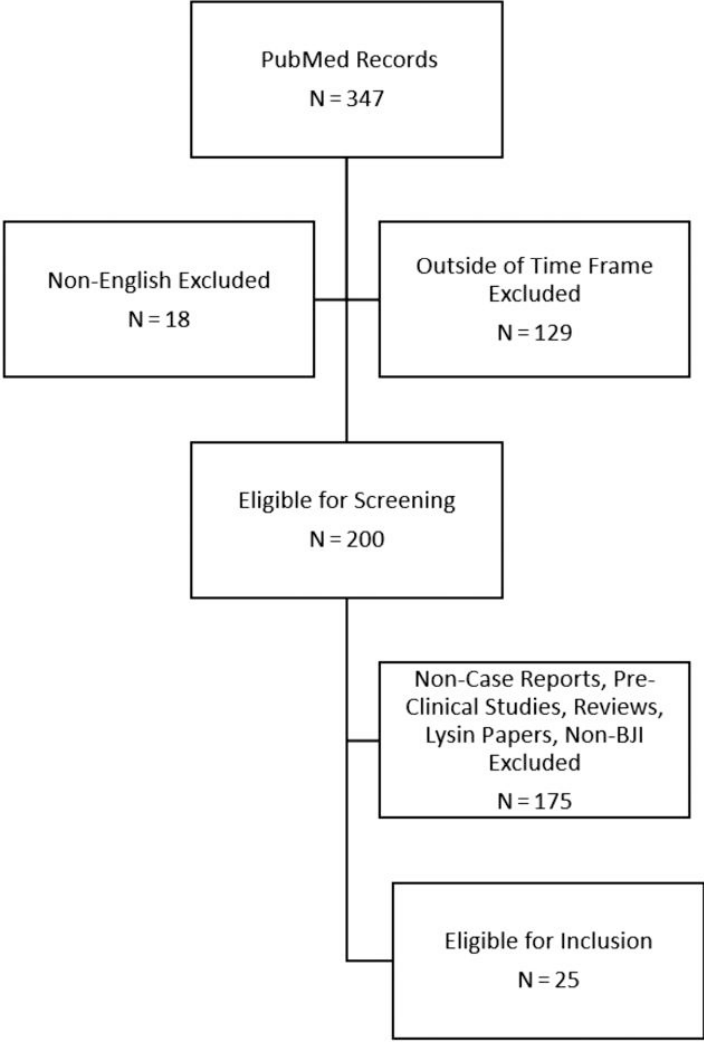 PubMed Records
N = 347
Non-English Excluded
N = 18
Outside of Time Frame
Excluded
N = 129
Eligible for Screening
N = 200
Non-Case Reports, Pre-
Clinical Studies, Reviews,
Lysin Papers, Non-BJI
Excluded
N = 175
Eligible for Inclusion
N = 25